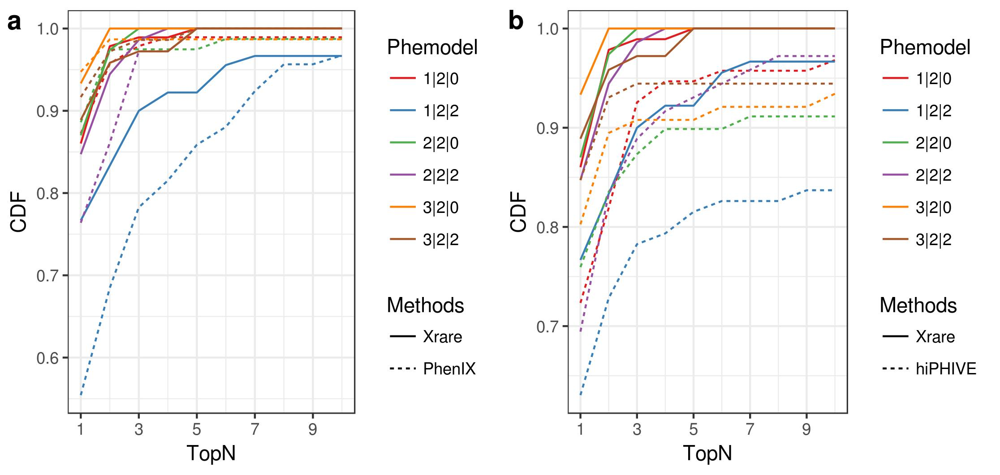 a
1.0
0.9
0.8
0.7
0.6
CDF
1 3 5 7 9
TopN
Phemodel
1|2|0
1|2|2
2|2|0
2|2|2
3|2|0
3|2|2
Methods
Xrare
PhenIX
b
1.0
0.9
0.8
0.7
CDF
1 3 5 7 9
TopN
Phemodel
1|2|0
1|2|2
2|2|0
2|2|2
3|2|0
3|2|2
Methods
Xrare
hiPHIVE